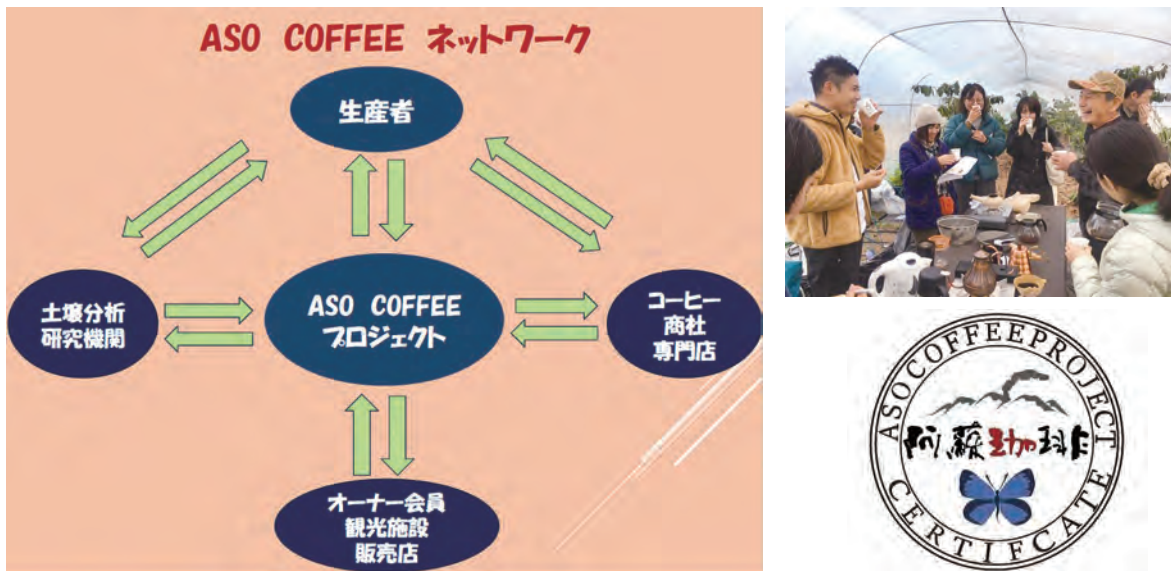 ASO COFFEE ネットワーク
生産者
土壌分析
研究機関
ASO COFFEE
プロジェクト
コーヒー
商社
専門店
オーナー会員
観光施設
販売店
ASOCOFFEEPROJECT
阿蘇珈琲
CERTIFCATE